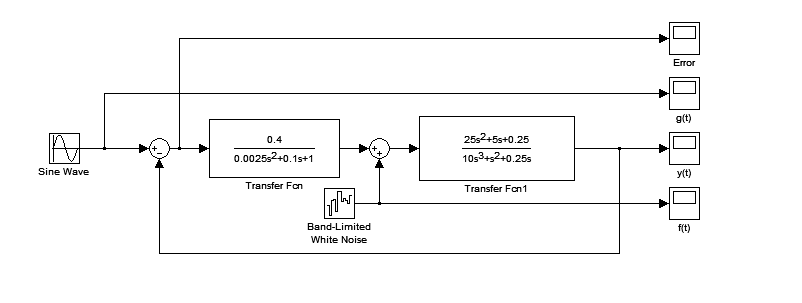 Error
g(t)
0.4
0.0025s²+0.1s+1
25s²+5s+0.25
10s³+s²+0.25s
Sine Wave
Transfer Fcn
Transfer Fcn1
y(t)
Band-Limited
White Noise
f(t)